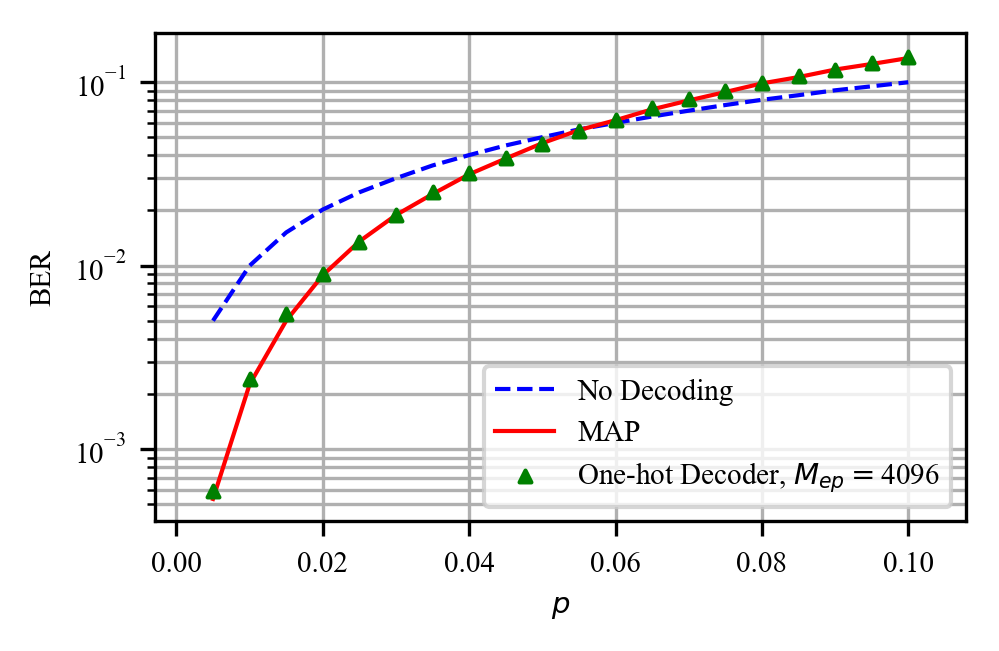 10⁻¹
10⁻²
10⁻³
BER
No Decoding
MAP
One-hot Decoder, Mₑₚ = 4096
0.00 0.02 0.04 0.06 0.08 0.10
p